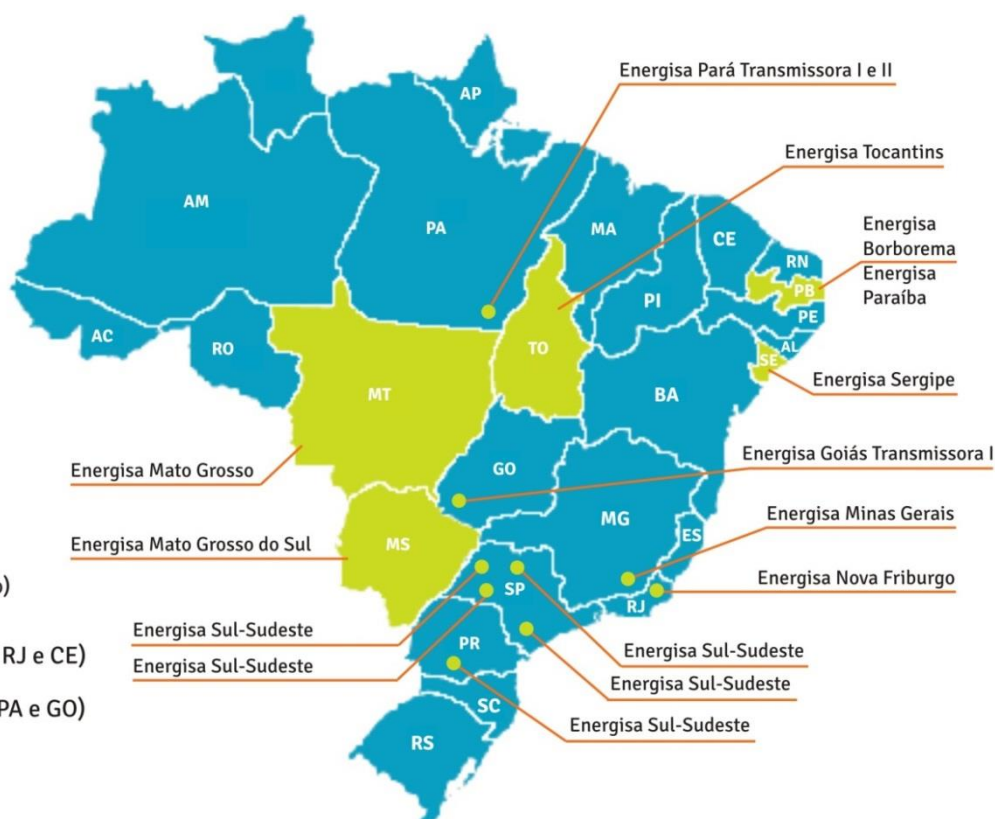 Energisa Pará Transmissora I e II
AP
Energisa Tocantins
AM
PA
MA
CE
Energisa
Borborema
RN
Energisa
Paraíba
PB
PI
PE
AC
RO
TO
AL
SE
Energisa Sergipe
MT
BA
Energisa Mato Grosso
GO
Energisa Goiás Transmissora I
MG
Energisa Minas Gerais
ES
Energisa Mato Grosso do Sul
MS
Energisa Nova Friburgo
SP
RJ
RJ e CE)
Energisa Sul-Sudeste
PR
Energisa Sul-Sudeste
Energisa Sul-Sudeste
Energisa Sul-Sudeste
PA e GO)
SC
Energisa Sul-Sudeste
RS